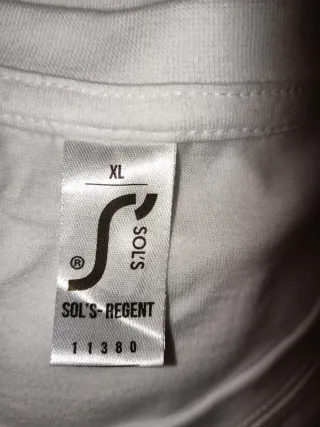 XL
SOL'S
®
SOL'S-REGENT
11380